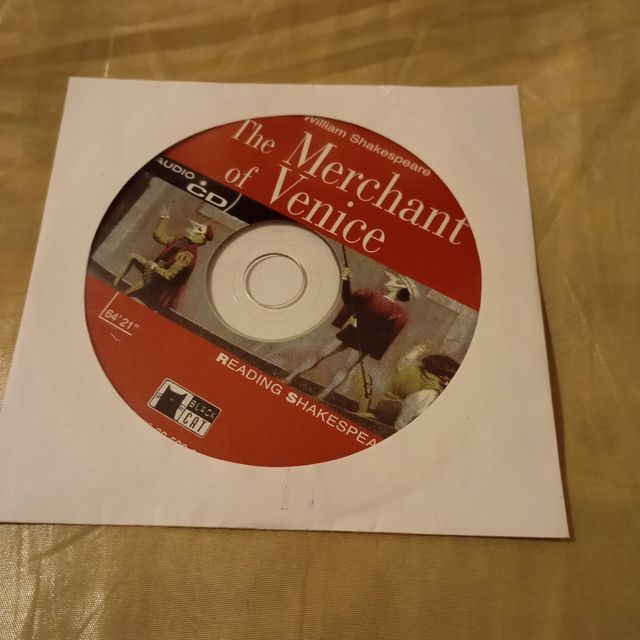 William Shakespeare
The Merchant
of Venice
AUDIO
CD
64'21"
READING SHAKESPEA
BLACK
CAT